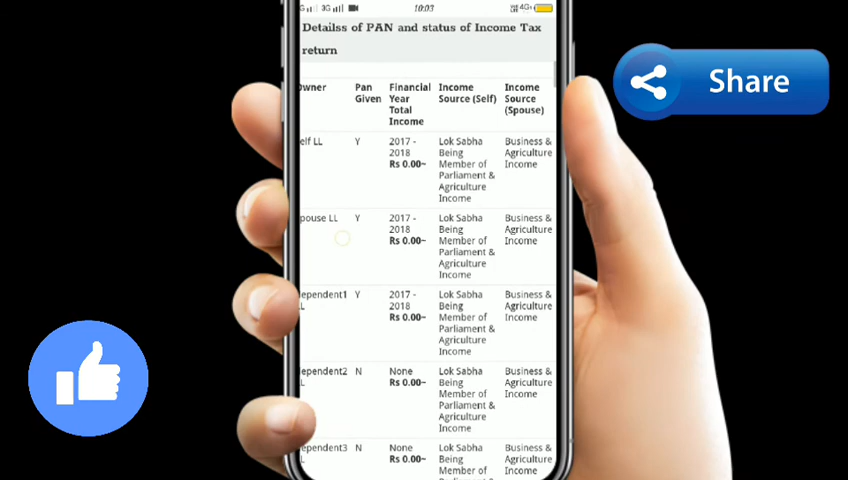 3G 10:03 4G
Detailss of PAN and status of Income Tax
return
wner Pan Given Financial Year Total Income Income Source (Self) Income Source (Spouse)
elf LL Y 2017 - 2018 Rs 0.00~ Lok Sabha Being Member of Parliament & Agriculture Income Business & Agriculture Income
pouse LL Y 2017 - 2018 Rs 0.00~ Lok Sabha Being Member of Parliament & Agriculture Income Business & Agriculture Income
ependent1 L Y 2017 - 2018 Rs 0.00~ Lok Sabha Being Member of Parliament & Agriculture Income Business & Agriculture Income
ependent2 L N None Rs 0.00~ Lok Sabha Being Member of Parliament & Agriculture Income Business & Agriculture Income
ependent3 L N None Rs 0.00~ Lok Sabha Being Member of Business & Agriculture Income
Share